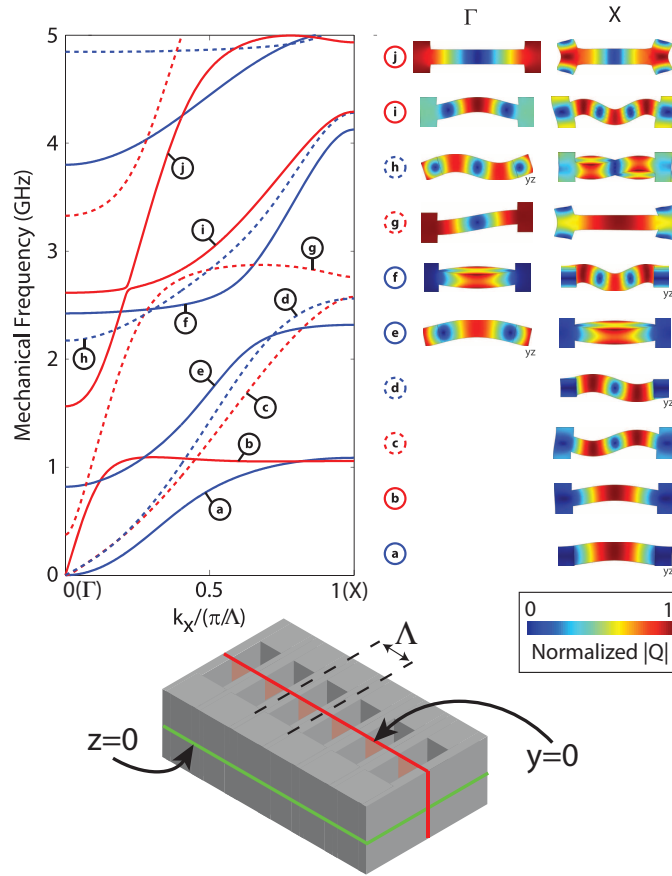 Γ
X
5
4
3
2
1
0
Mechanical Frequency (GHz)
0(Γ)
0.5
1(X)
kX/(π/Λ)
j
i
g
f
h
d
e
c
b
a
j
i
h
yz
g
f
yz
e
yz
d
yz
c
b
a
yz
0
1
Normalized |Q|
Λ
z=0
y=0